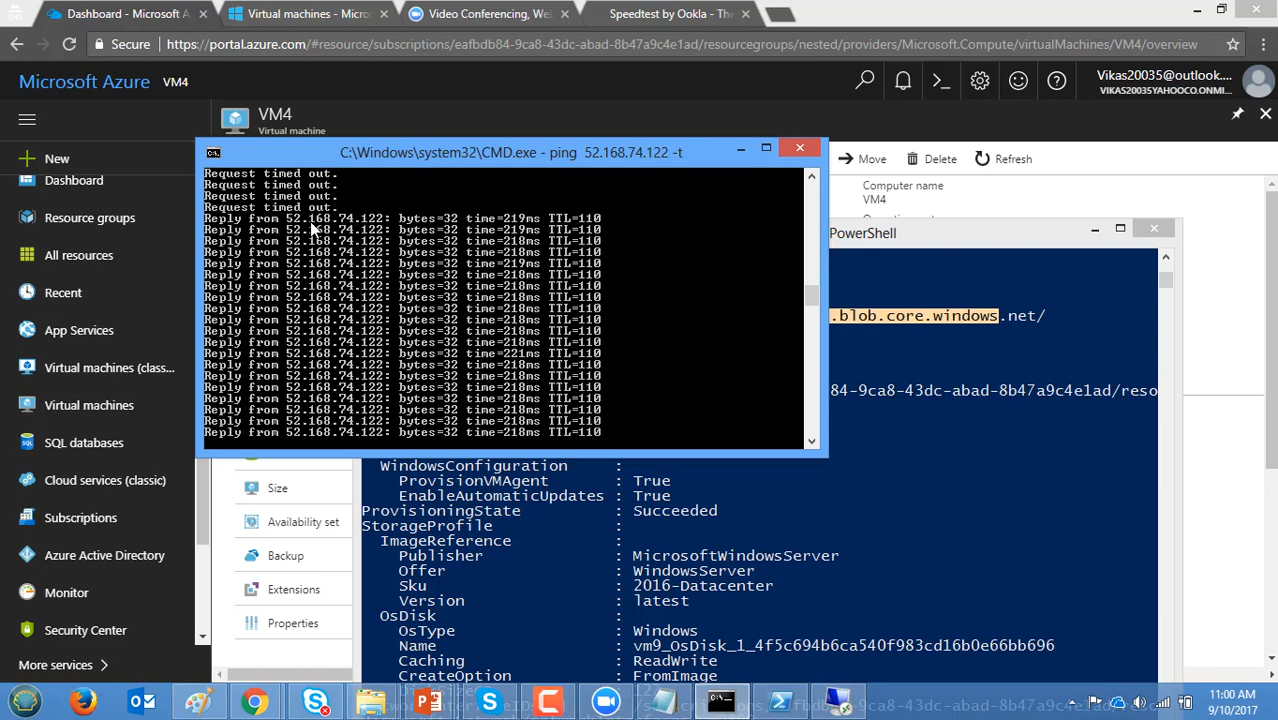 Dashboard - Microsoft A
Virtual machines - Micros
Video Conferencing, We
Speedtest by Ookla - The
Secure
https://portal.azure.com/#resource/subscriptions/eafbdb84-9ca8-43dc-abad-8b47a9c4e1ad/resourcegroups/nested/providers/Microsoft.Compute/virtualMachines/VM4/overview
Microsoft Azure VM4
Vikas20035@outlook....
VIKAS20035YAHOOCO.ONMI...
VM4
Virtual machine
New
Dashboard
Resource groups
All resources
Recent
App Services
Virtual machines (class...
Virtual machines
SQL databases
Cloud services (classic)
Subscriptions
Azure Active Directory
Monitor
Security Center
More services
Move
Delete
Refresh
Computer name
VM4
C:\Windows\system32\CMD.exe - ping 52.168.74.122 -t
Request timed out.
Request timed out.
Request timed out.
Request timed out.
Reply from 52.168.74.122: bytes=32 time=219ms TTL=110
Reply from 52.168.74.122: bytes=32 time=219ms TTL=110
Reply from 52.168.74.122: bytes=32 time=218ms TTL=110
Reply from 52.168.74.122: bytes=32 time=218ms TTL=110
Reply from 52.168.74.122: bytes=32 time=219ms TTL=110
Reply from 52.168.74.122: bytes=32 time=218ms TTL=110
Reply from 52.168.74.122: bytes=32 time=218ms TTL=110
Reply from 52.168.74.122: bytes=32 time=218ms TTL=110
Reply from 52.168.74.122: bytes=32 time=218ms TTL=110
Reply from 52.168.74.122: bytes=32 time=218ms TTL=110
Reply from 52.168.74.122: bytes=32 time=218ms TTL=110
Reply from 52.168.74.122: bytes=32 time=218ms TTL=110
Reply from 52.168.74.122: bytes=32 time=221ms TTL=110
Reply from 52.168.74.122: bytes=32 time=218ms TTL=110
Reply from 52.168.74.122: bytes=32 time=218ms TTL=110
Reply from 52.168.74.122: bytes=32 time=218ms TTL=110
Reply from 52.168.74.122: bytes=32 time=218ms TTL=110
Reply from 52.168.74.122: bytes=32 time=218ms TTL=110
Reply from 52.168.74.122: bytes=32 time=218ms TTL=110
Reply from 52.168.74.122: bytes=32 time=218ms TTL=110
PowerShell
.blob.core.windows.net/
84-9ca8-43dc-abad-8b47a9c4e1ad/reso
Size
Availability set
Backup
Extensions
Properties
WindowsConfiguration :
ProvisionVMAgent : True
EnableAutomaticUpdates : True
ProvisioningState : Succeeded
StorageProfile :
ImageReference :
Publisher : MicrosoftWindowsServer
Offer : WindowsServer
Sku : 2016-Datacenter
Version : latest
OsDisk :
OsType : Windows
Name : vm9_OsDisk_1_4f5c694b6ca540f983cd16b0e66bb696
Caching : ReadWrite
CreateOption : FromImage
11:00 AM
9/10/2017